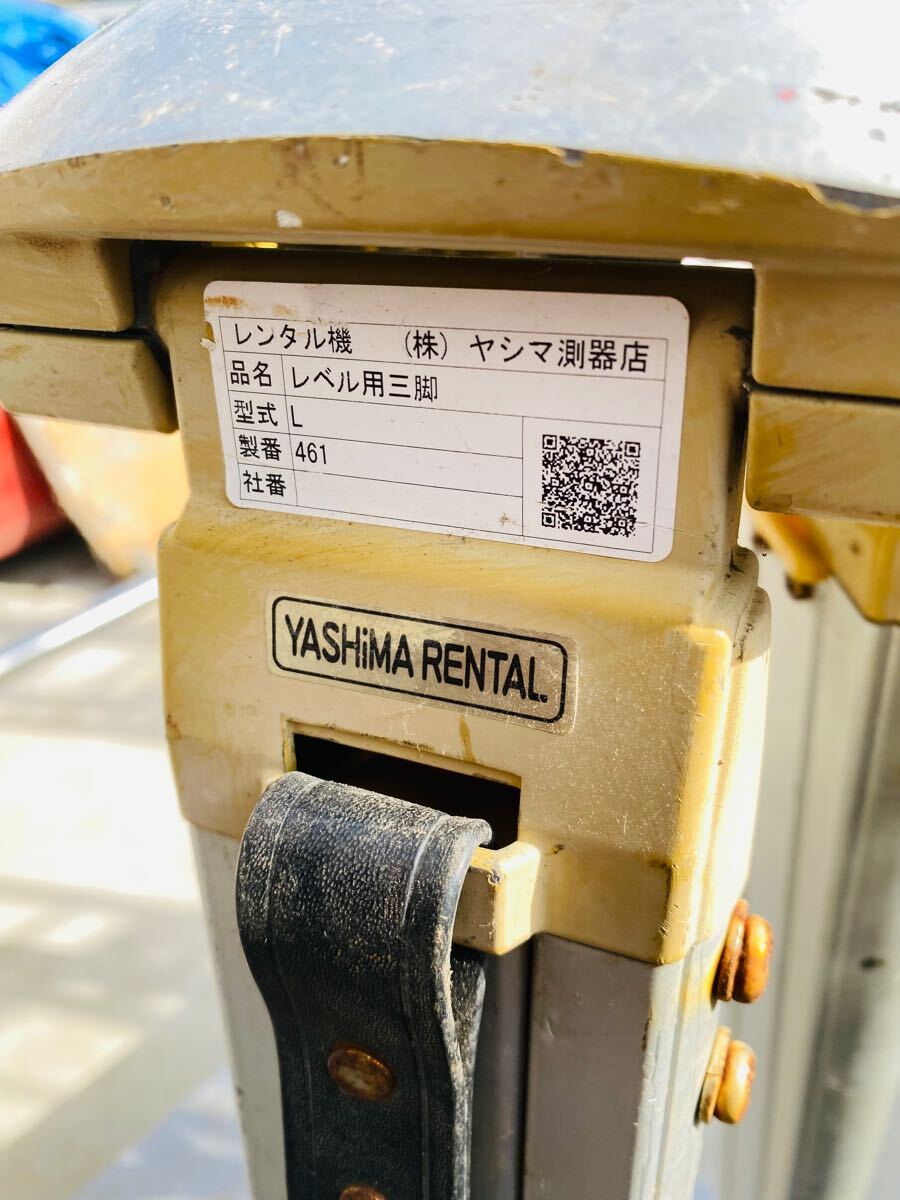 レンタル機 (株) ヤシマ測器店
品名 レベル用三脚
型式 L
製番 461
社番
YASHiMA RENTAL